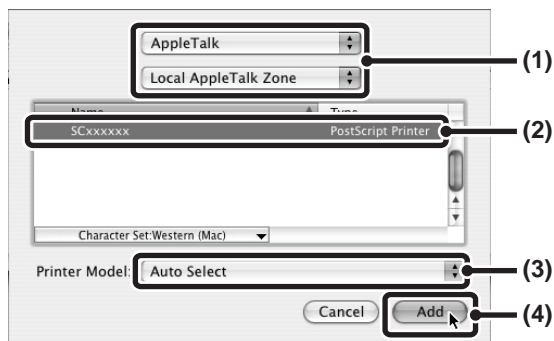 AppleTalk
(1)
Local AppleTalk Zone
Name Type
SCxxxxxx PostScript Printer (2)
Character Set:Western (Mac)
Printer Model: Auto Select (3)
Cancel Add (4)